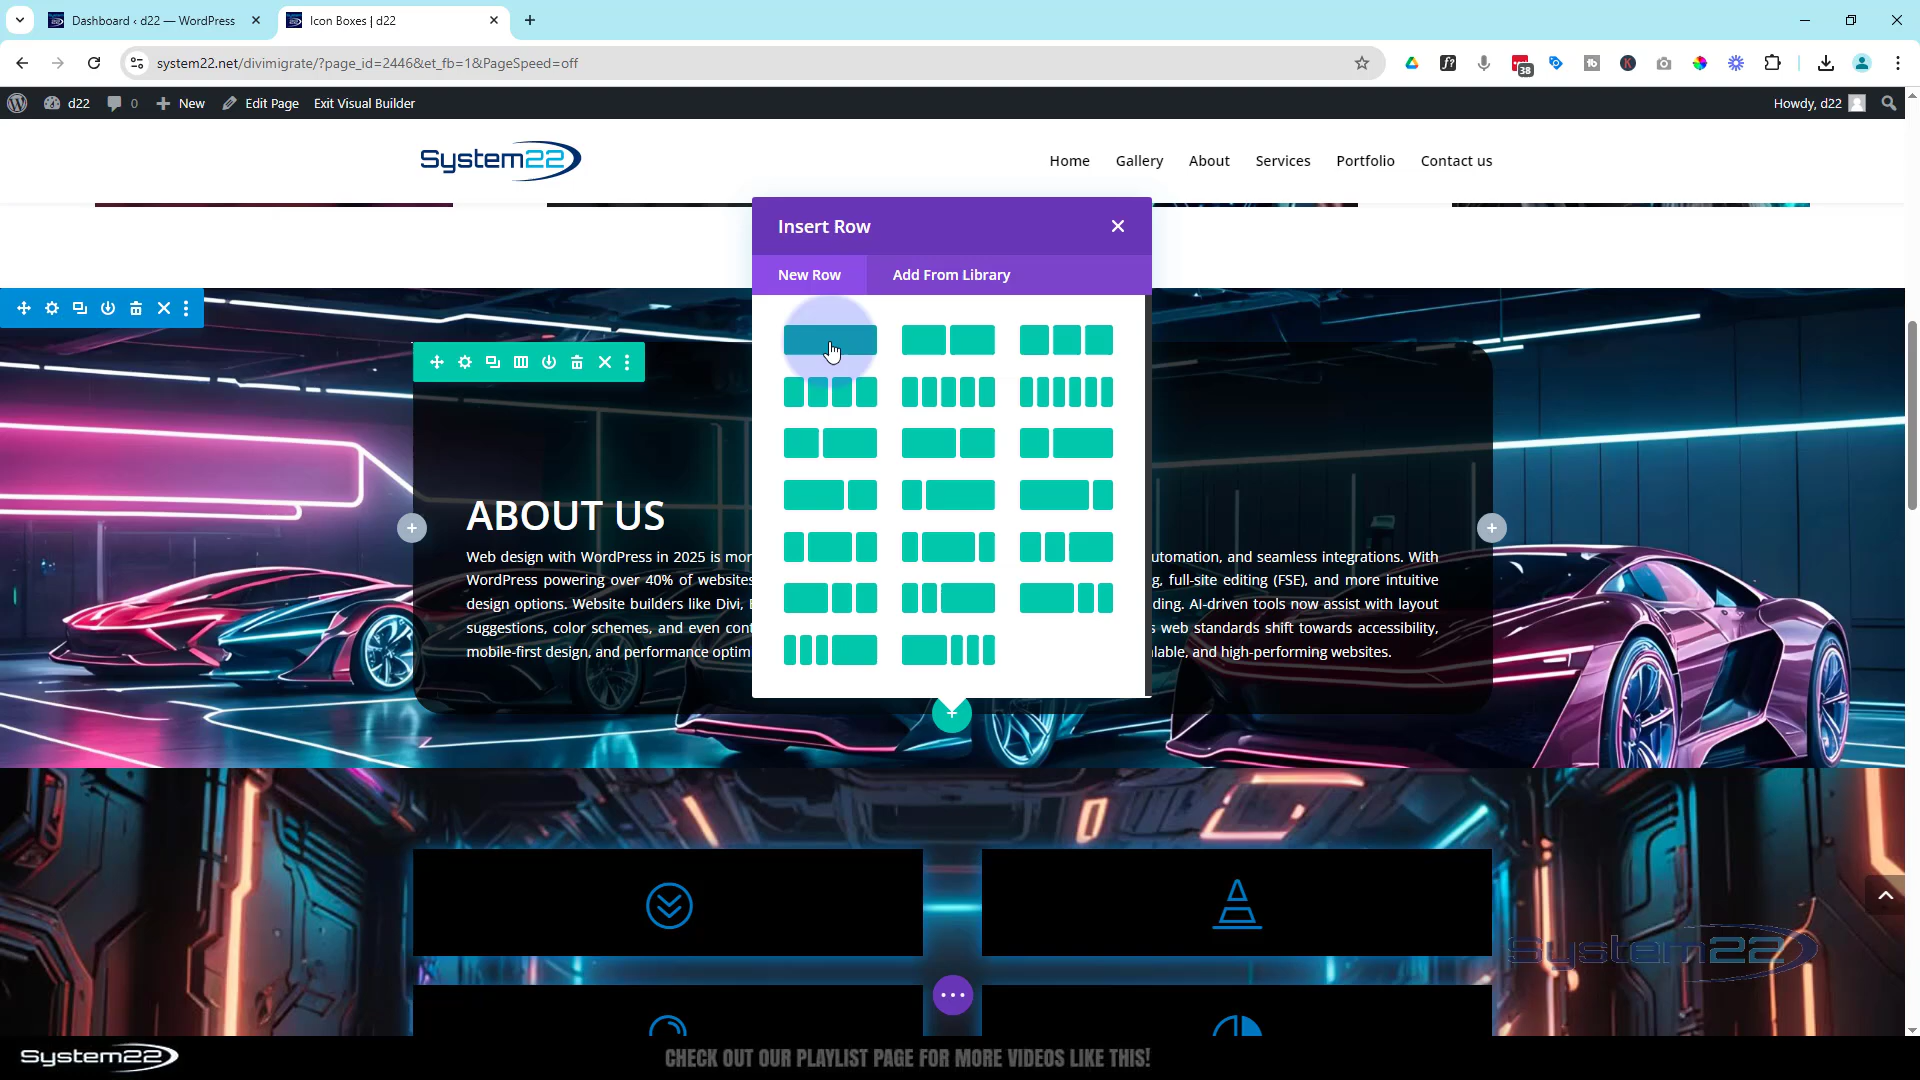 Dashboard ‹ d22 — WordPress
Icon Boxes | d22
system22.net/divimigrate/?page_id=2446&et_fb=1&PageSpeed=off
38
d22
0
New
Edit Page
Exit Visual Builder
Howdy, d22
System22
Home
Gallery
About
Services
Portfolio
Contact us
Insert Row
New Row
Add From Library
ABOUT US
Web design with WordPress in 2025 is mor
utomation, and seamless integrations. With
WordPress powering over 40% of websites
g, full-site editing (FSE), and more intuitive
design options. Website builders like Divi, E
ding. AI-driven tools now assist with layout
suggestions, color schemes, and even cont
s web standards shift towards accessibility,
mobile-first design, and performance optim
lable, and high-performing websites.
System22
System22
CHECK OUT OUR PLAYLIST PAGE FOR MORE VIDEOS LIKE THIS!